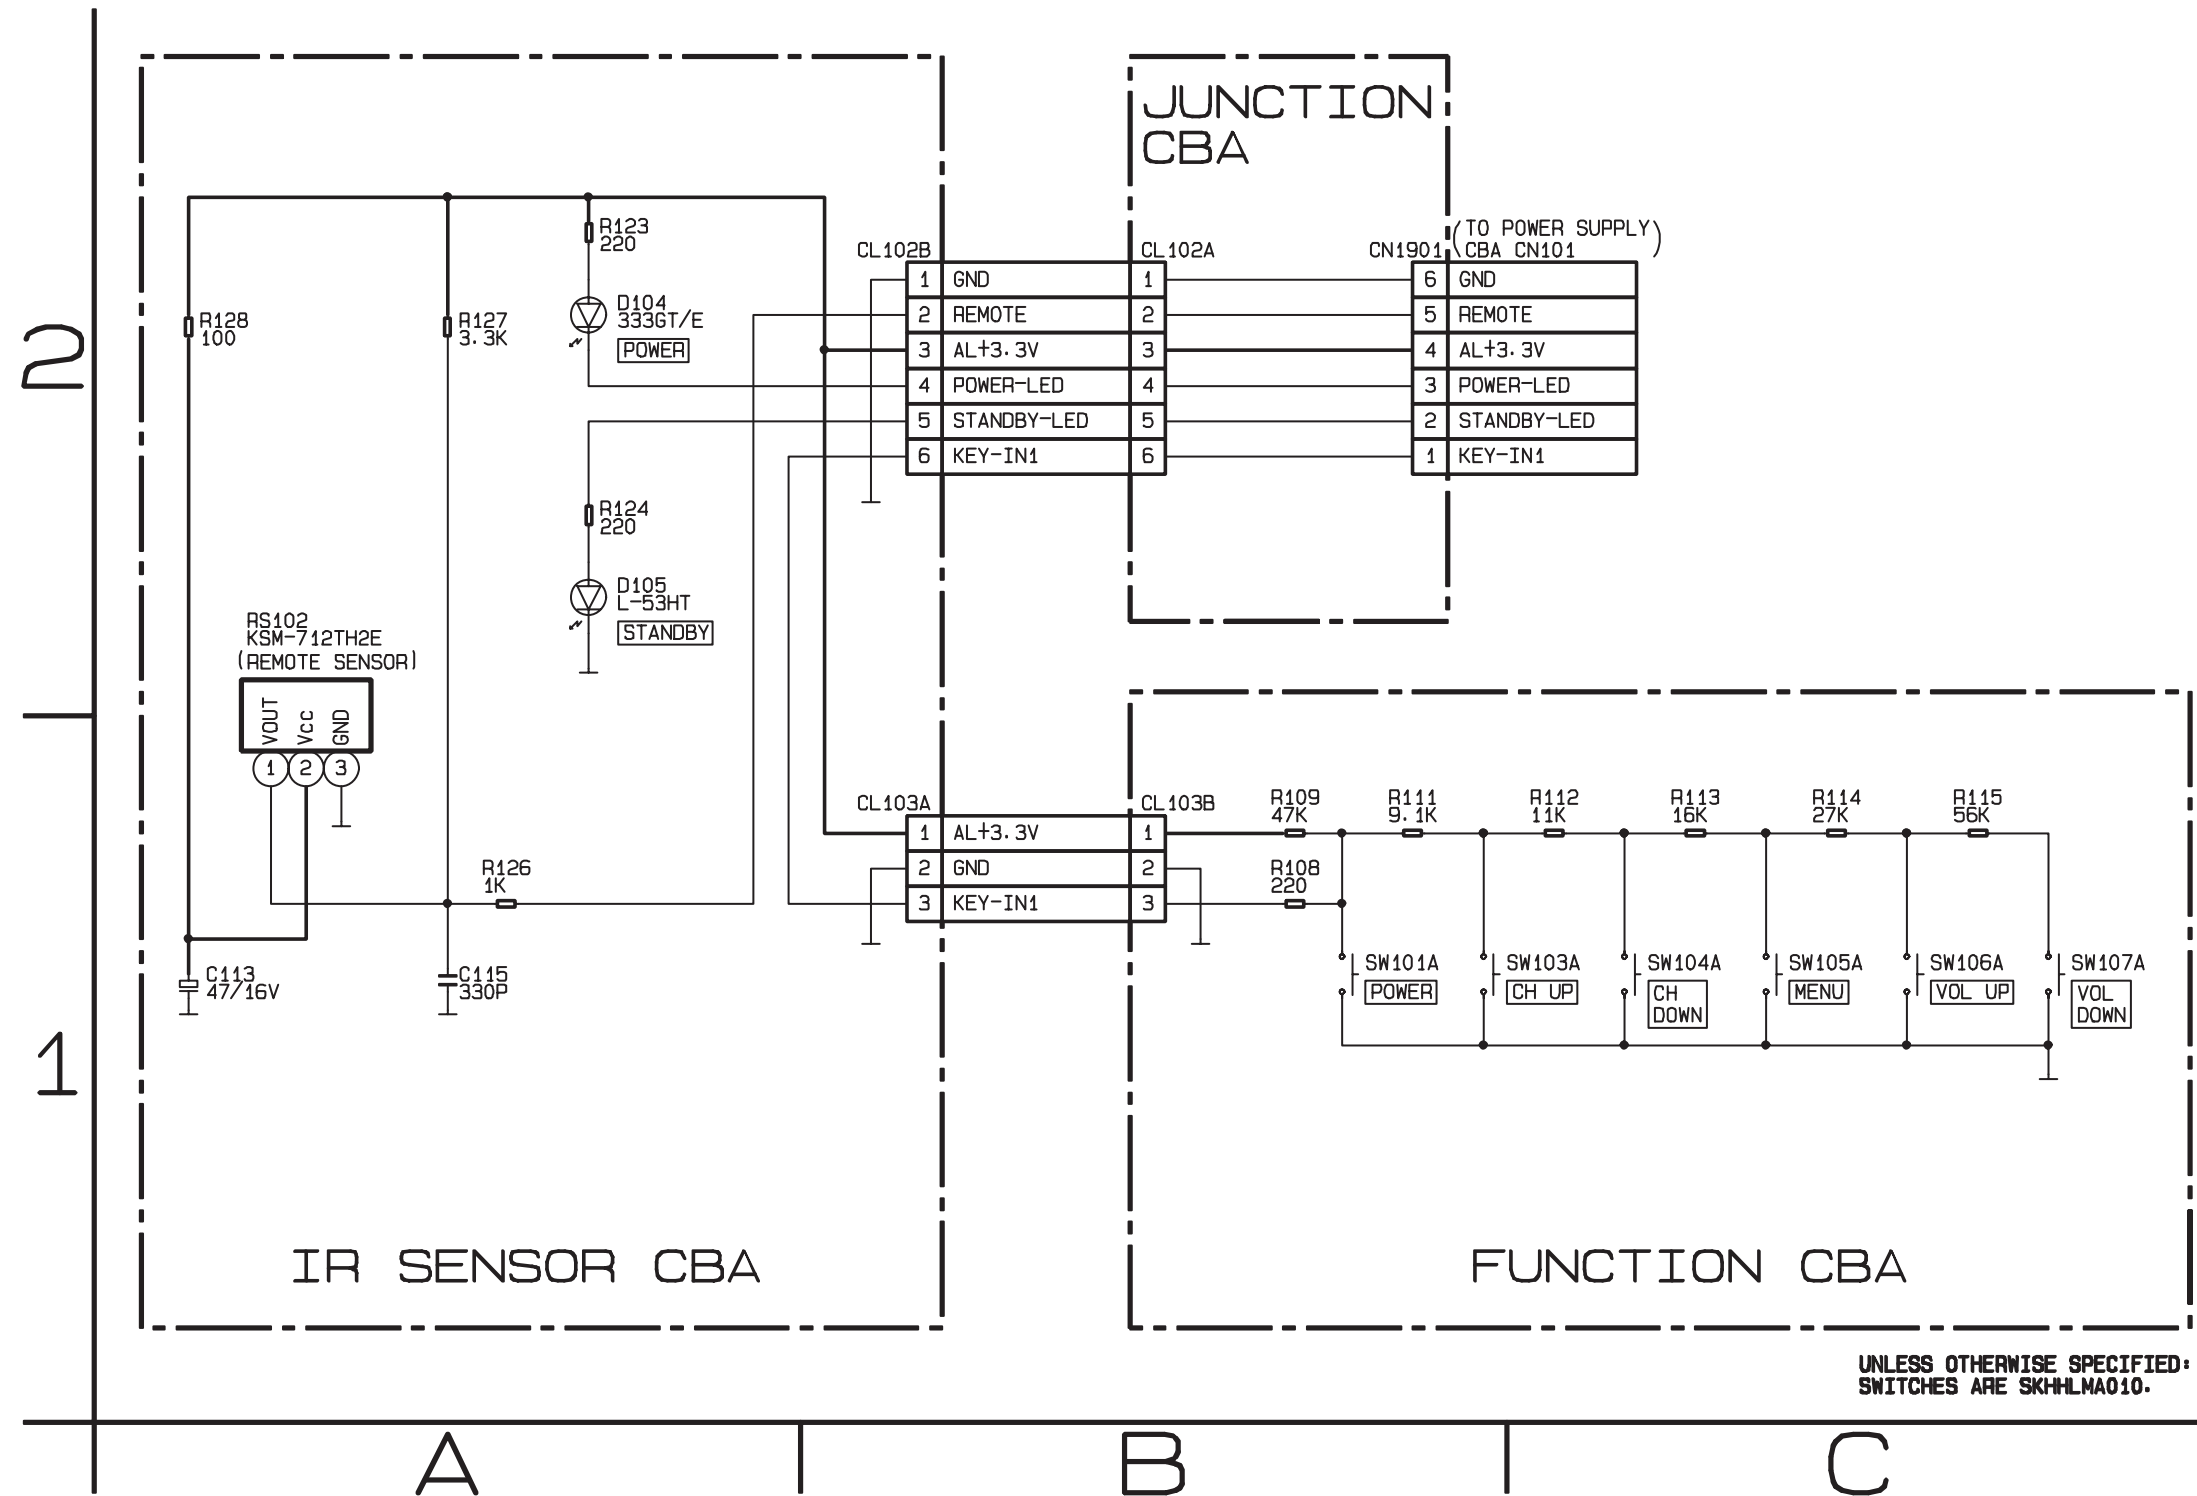 2
1
A
B
C
JUNCTION
CBA
IR SENSOR CBA
FUNCTION CBA
R128
100
R127
3.3K
R123
220
D104
333GT/E
POWER
R124
220
D105
L-53HT
STANDBY
RS102
KSM-712TH2E
(REMOTE SENSOR)
VOUT
Vcc
GND
1 2 3
R126
1K
C113
47/16V
C115
330P
CL102B
CL102A
1 GND 1
2 REMOTE 2
3 AL+3.3V 3
4 POWER-LED 4
5 STANDBY-LED 5
6 KEY-IN1 6
CN1901
(TO POWER SUPPLY)
CBA CN101
6 GND
5 REMOTE
4 AL+3.3V
3 POWER-LED
2 STANDBY-LED
1 KEY-IN1
CL103A
CL103B
1 AL+3.3V 1
2 GND 2
3 KEY-IN1 3
R109
47K
R111
9.1K
R112
11K
R113
16K
R114
27K
R115
56K
R108
220
SW101A
POWER
SW103A
CH UP
SW104A
CH
DOWN
SW105A
MENU
SW106A
VOL UP
SW107A
VOL
DOWN
UNLESS OTHERWISE SPECIFIED:
SWITCHES ARE SKHHLMA010.